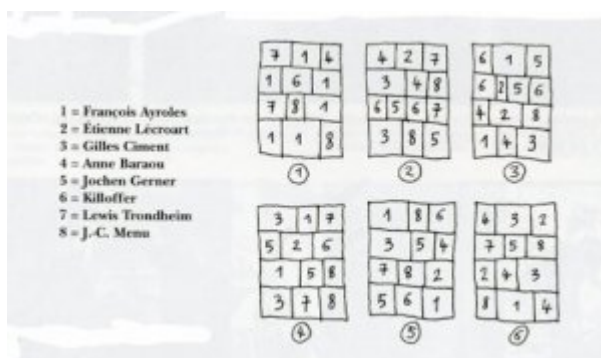 1 = François Ayroles
2 = Étienne Lécroart
3 = Gilles Ciment
4 = Anne Baraou
5 = Jochen Gerner
6 = Killoffer
7 = Lewis Trondheim
8 = J.-C. Menu
7 1 4
1 6 1
7 8 1
1 1 8
1
4 2 7
3 4 8
6 5 6 7
3 8 5
2
6 1 5
6 2 5 6
4 2 8
1 4 3
3
3 1 7
5 2 6
1 5 8
3 7 8
4
1 8 6
3 5 4
7 8 2
5 6 1
5
4 3 2
7 5 8
2 4 3
8 1 4
6